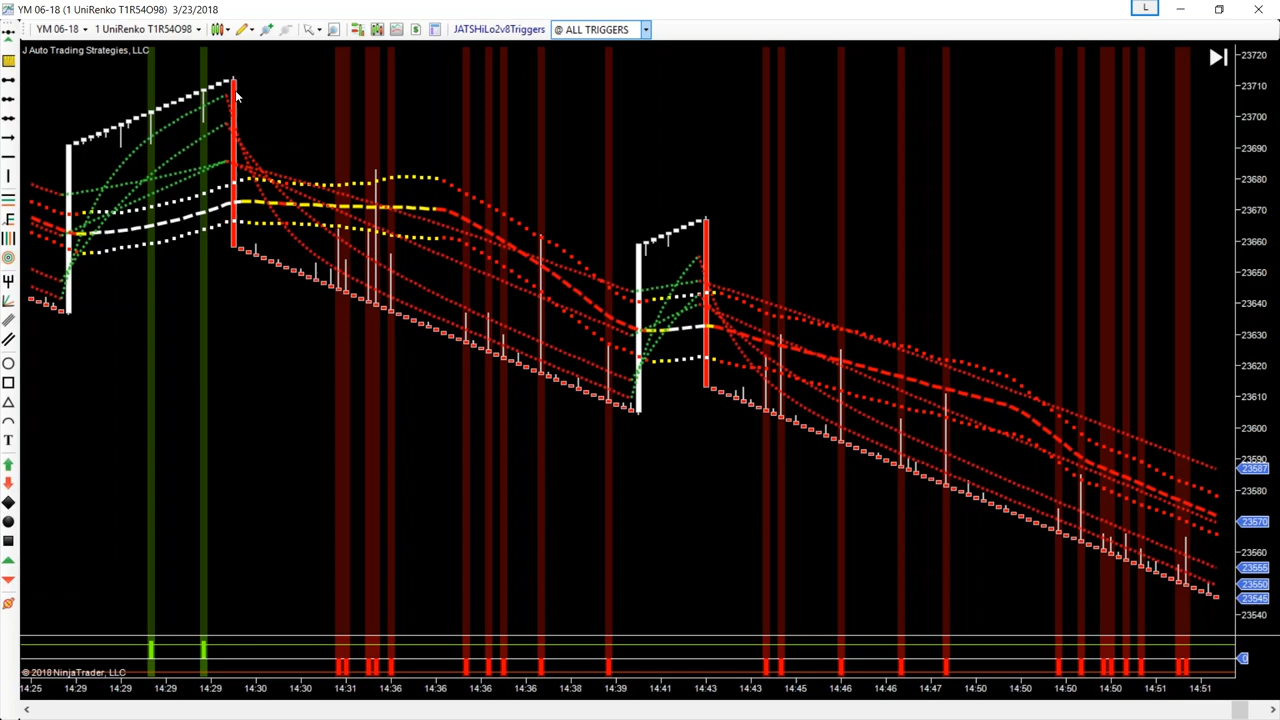 YM 06-18 (1 UniRenko T1R54O98) 3/23/2018
L
YM 06-18 1 UniRenko T1R54O98 JATSHiLo2v8Triggers @ ALL TRIGGERS
J Auto Trading Strategies, LLC
23720
23710
23700
23690
23680
23670
23660
23650
23640
23630
23620
23610
23600
23590
23587
23580
23570
23560
23555
23550
23545
23540
E
T
0
© 2018 NinjaTrader, LLC
14:25 14:29 14:29 14:29 14:29 14:30 14:30 14:31 14:36 14:36 14:36 14:36 14:38 14:39 14:41 14:43 14:45 14:46 14:46 14:47 14:50 14:50 14:50 14:50 14:51 14:51